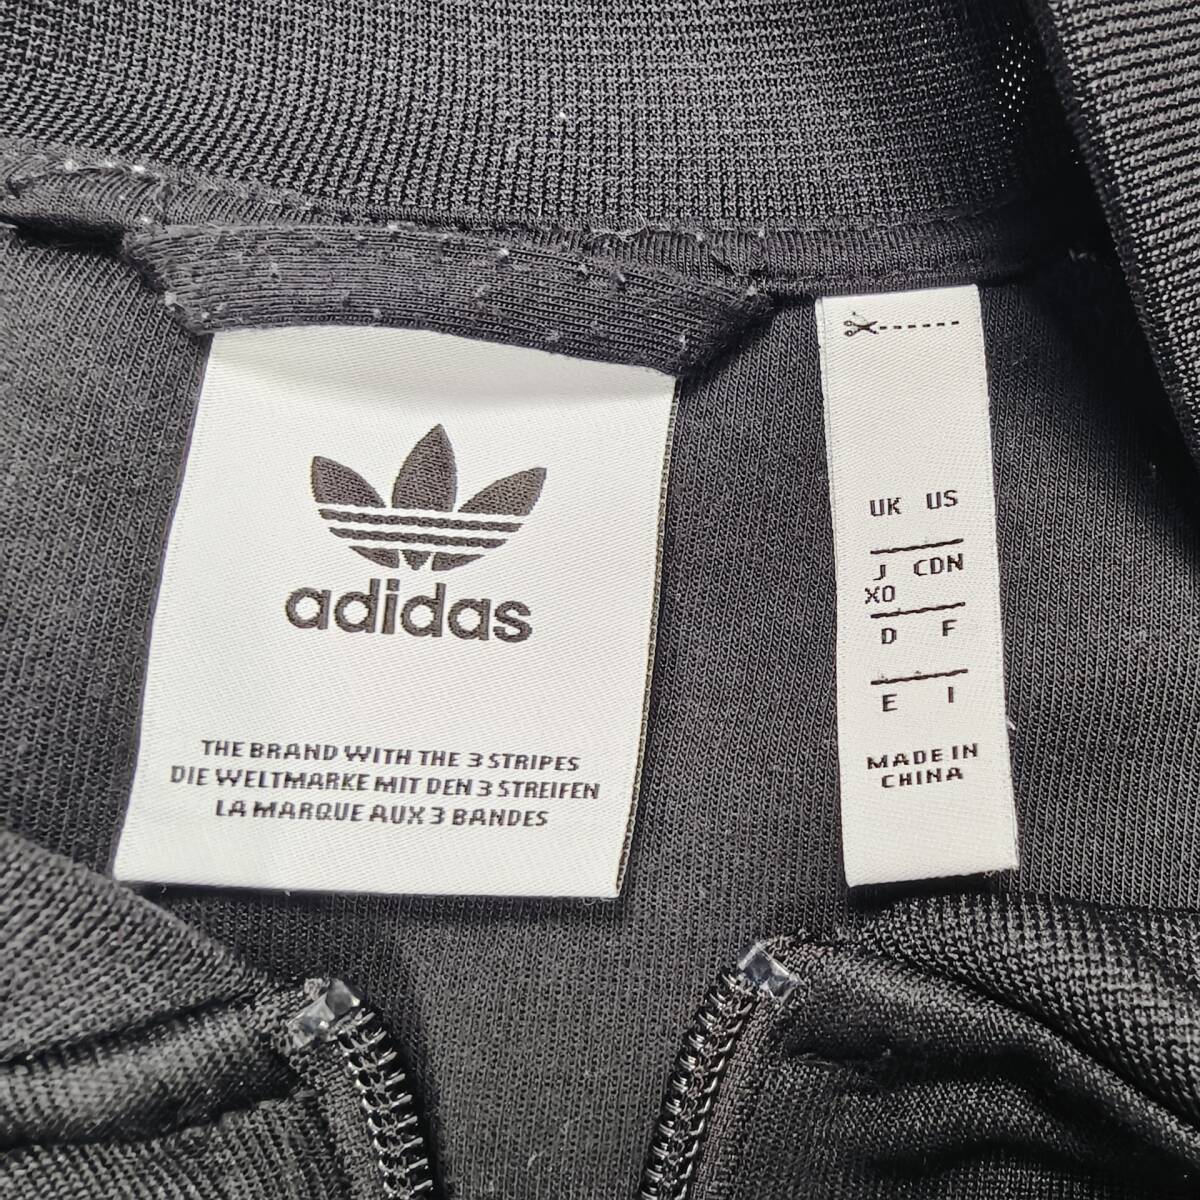 adidas
THE BRAND WITH THE 3 STRIPES
DIE WELTMARKE MIT DEN 3 STREIFEN
LA MARQUE AUX 3 BANDES
UK US
J CDN
XO
D F
E I
MADE IN
CHINA